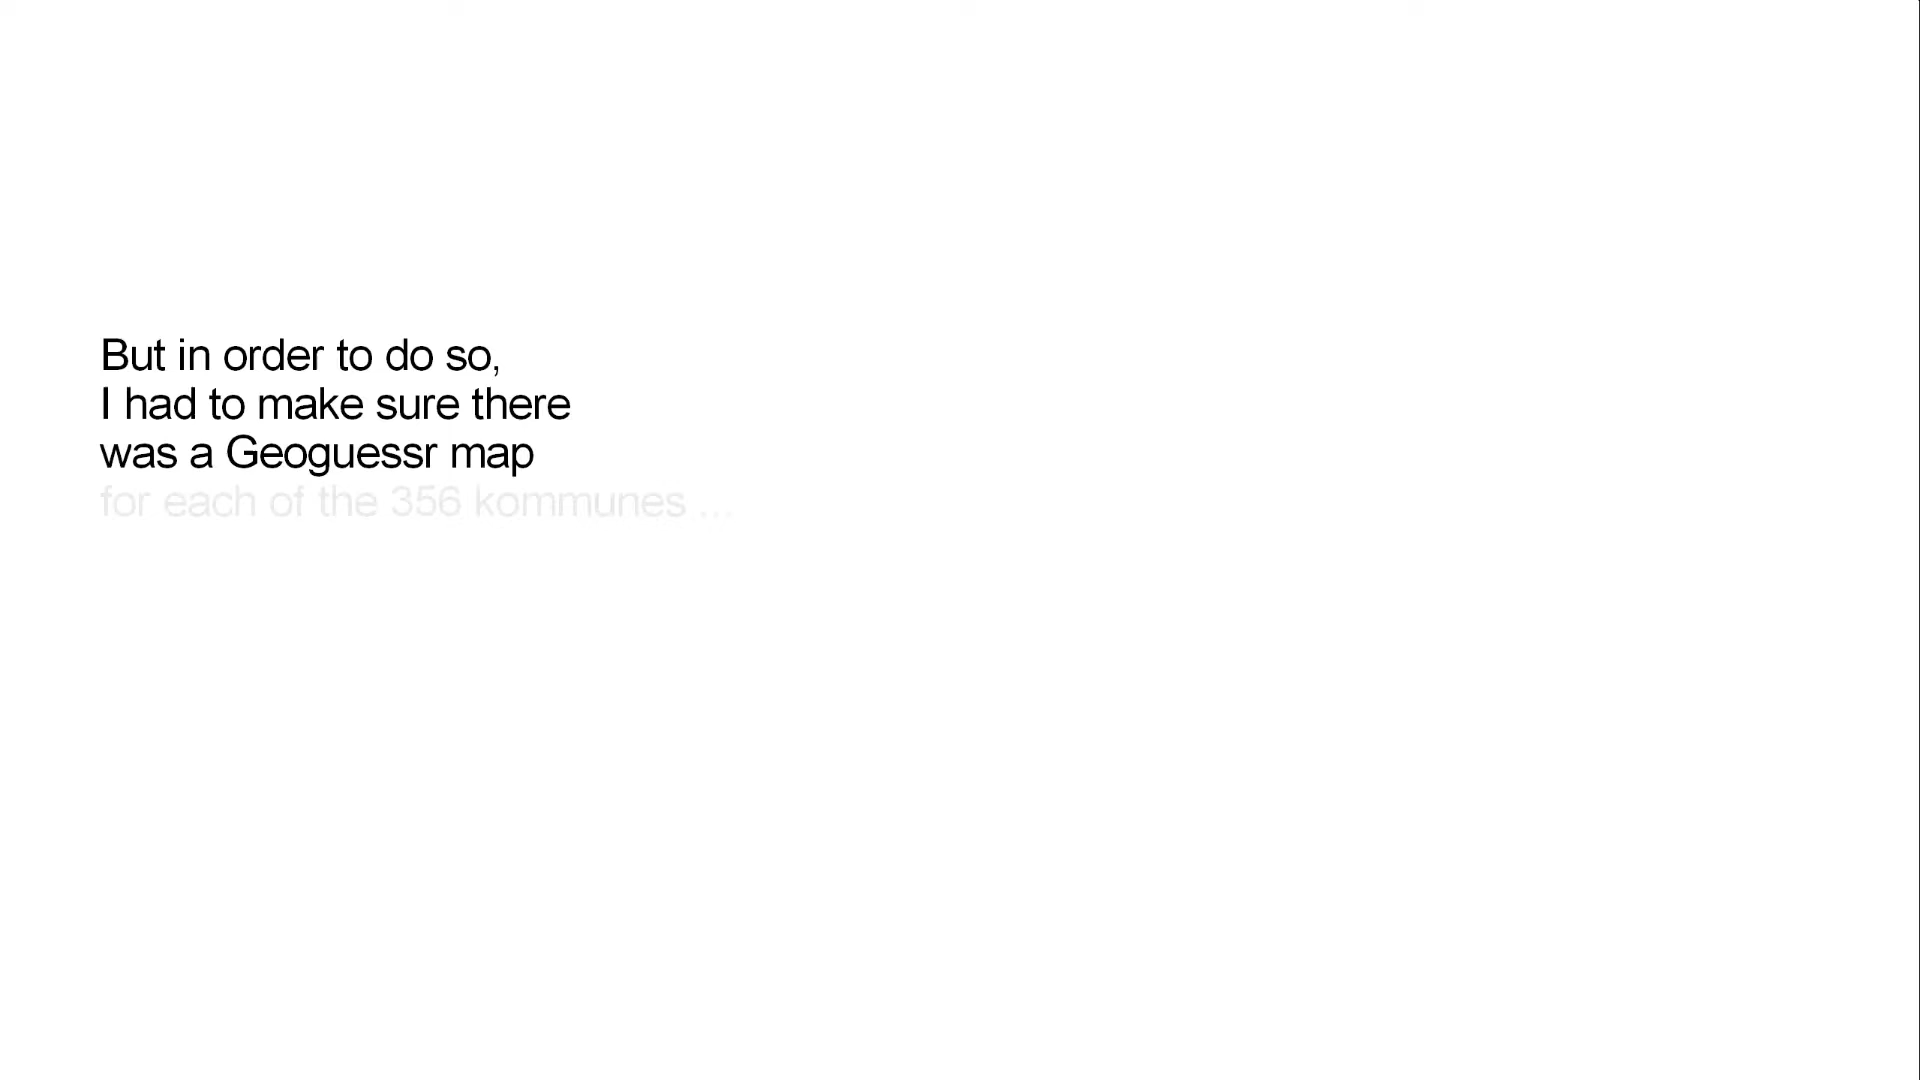 But in order to do so,
I had to make sure there
was a Geoguessr map
for each of the 356 kommunes ...